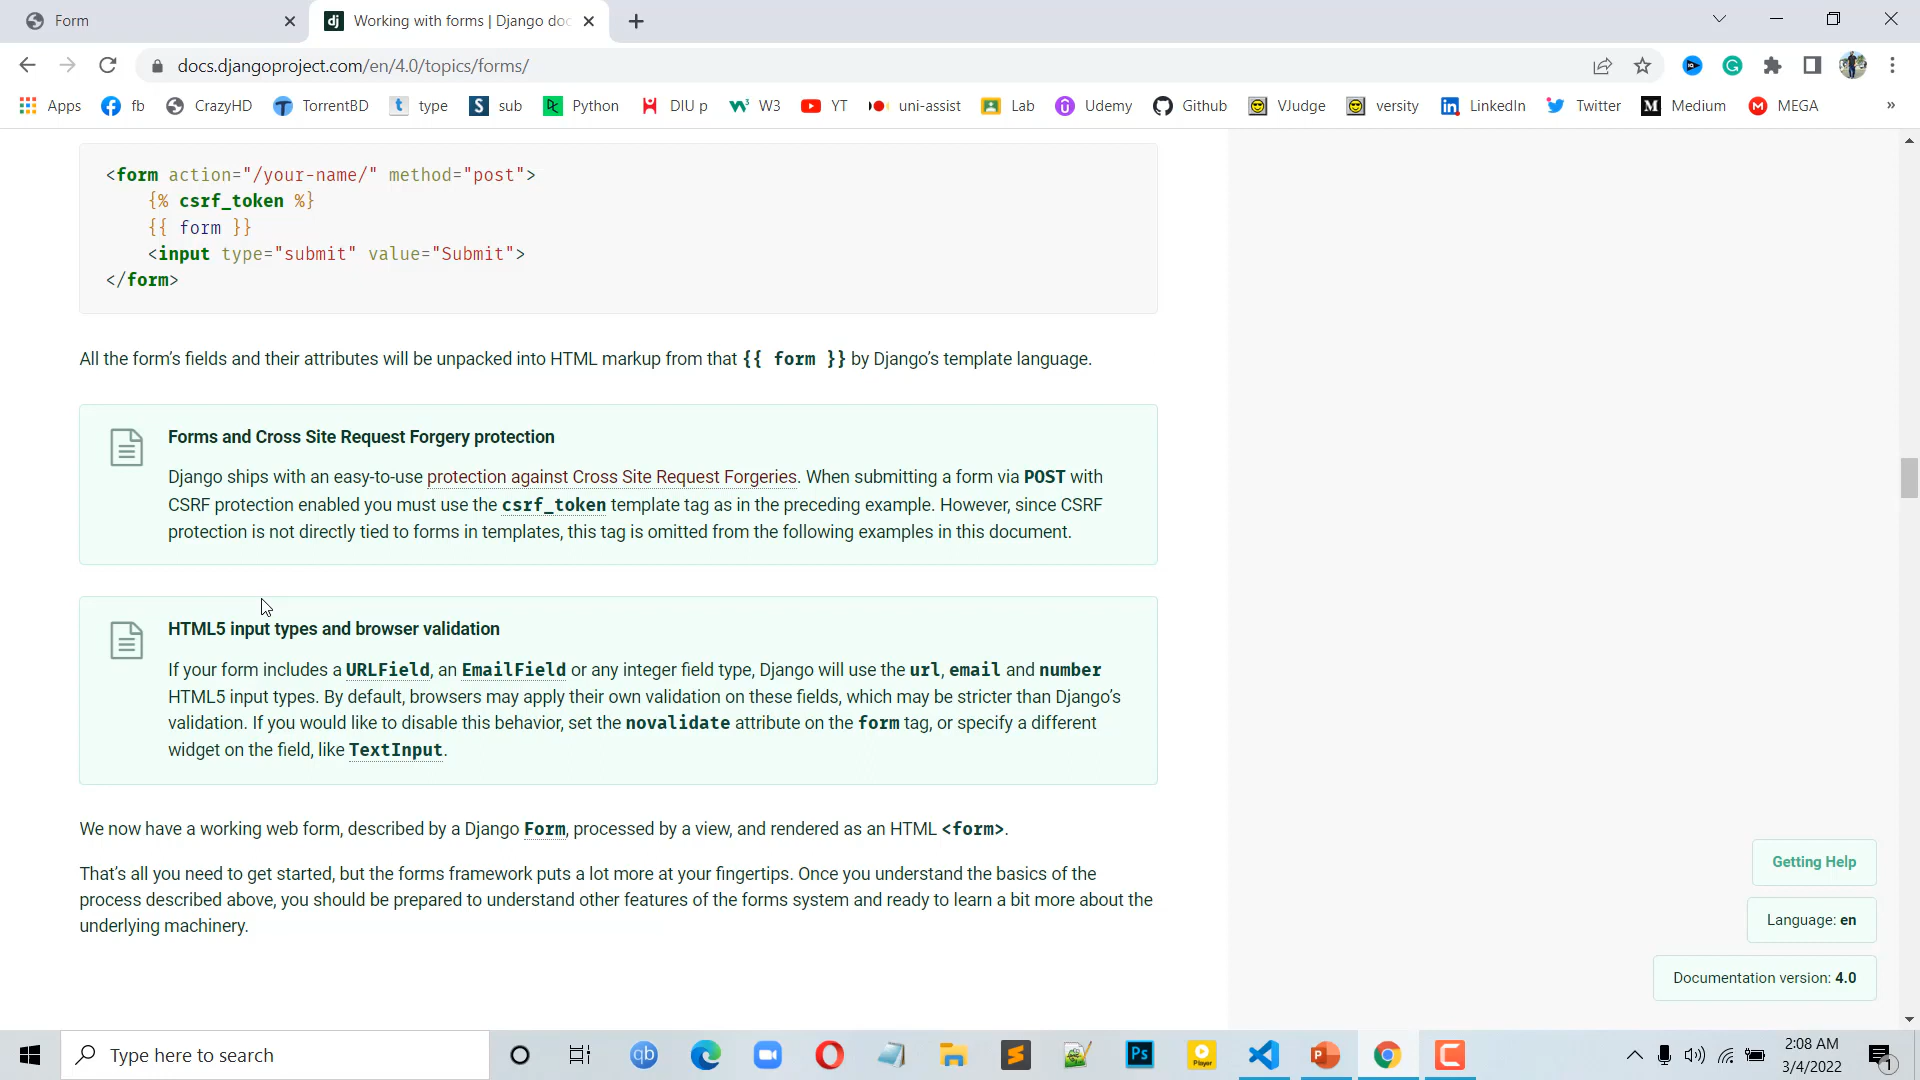 Form
Working with forms | Django doc
docs.djangoproject.com/en/4.0/topics/forms/
Apps fb CrazyHD TorrentBD type sub Python DIU p W3 YT uni-assist Lab Udemy Github VJudge versity LinkedIn Twitter Medium MEGA »
<form action="/your-name/" method="post">
{% csrf_token %}
{{ form }}
<input type="submit" value="Submit">
</form>
All the form’s fields and their attributes will be unpacked into HTML markup from that {{ form }} by Django’s template language.
Forms and Cross Site Request Forgery protection
Django ships with an easy-to-use protection against Cross Site Request Forgeries. When submitting a form via POST with
CSRF protection enabled you must use the csrf_token template tag as in the preceding example. However, since CSRF
protection is not directly tied to forms in templates, this tag is omitted from the following examples in this document.
HTML5 input types and browser validation
If your form includes a URLField, an EmailField or any integer field type, Django will use the url, email and number
HTML5 input types. By default, browsers may apply their own validation on these fields, which may be stricter than Django’s
validation. If you would like to disable this behavior, set the novalidate attribute on the form tag, or specify a different
widget on the field, like TextInput.
We now have a working web form, described by a Django Form, processed by a view, and rendered as an HTML <form>.
That’s all you need to get started, but the forms framework puts a lot more at your fingertips. Once you understand the basics of the
process described above, you should be prepared to understand other features of the forms system and ready to learn a bit more about the
underlying machinery.
Getting Help
Language: en
Documentation version: 4.0
Type here to search
2:08 AM
3/4/2022
1